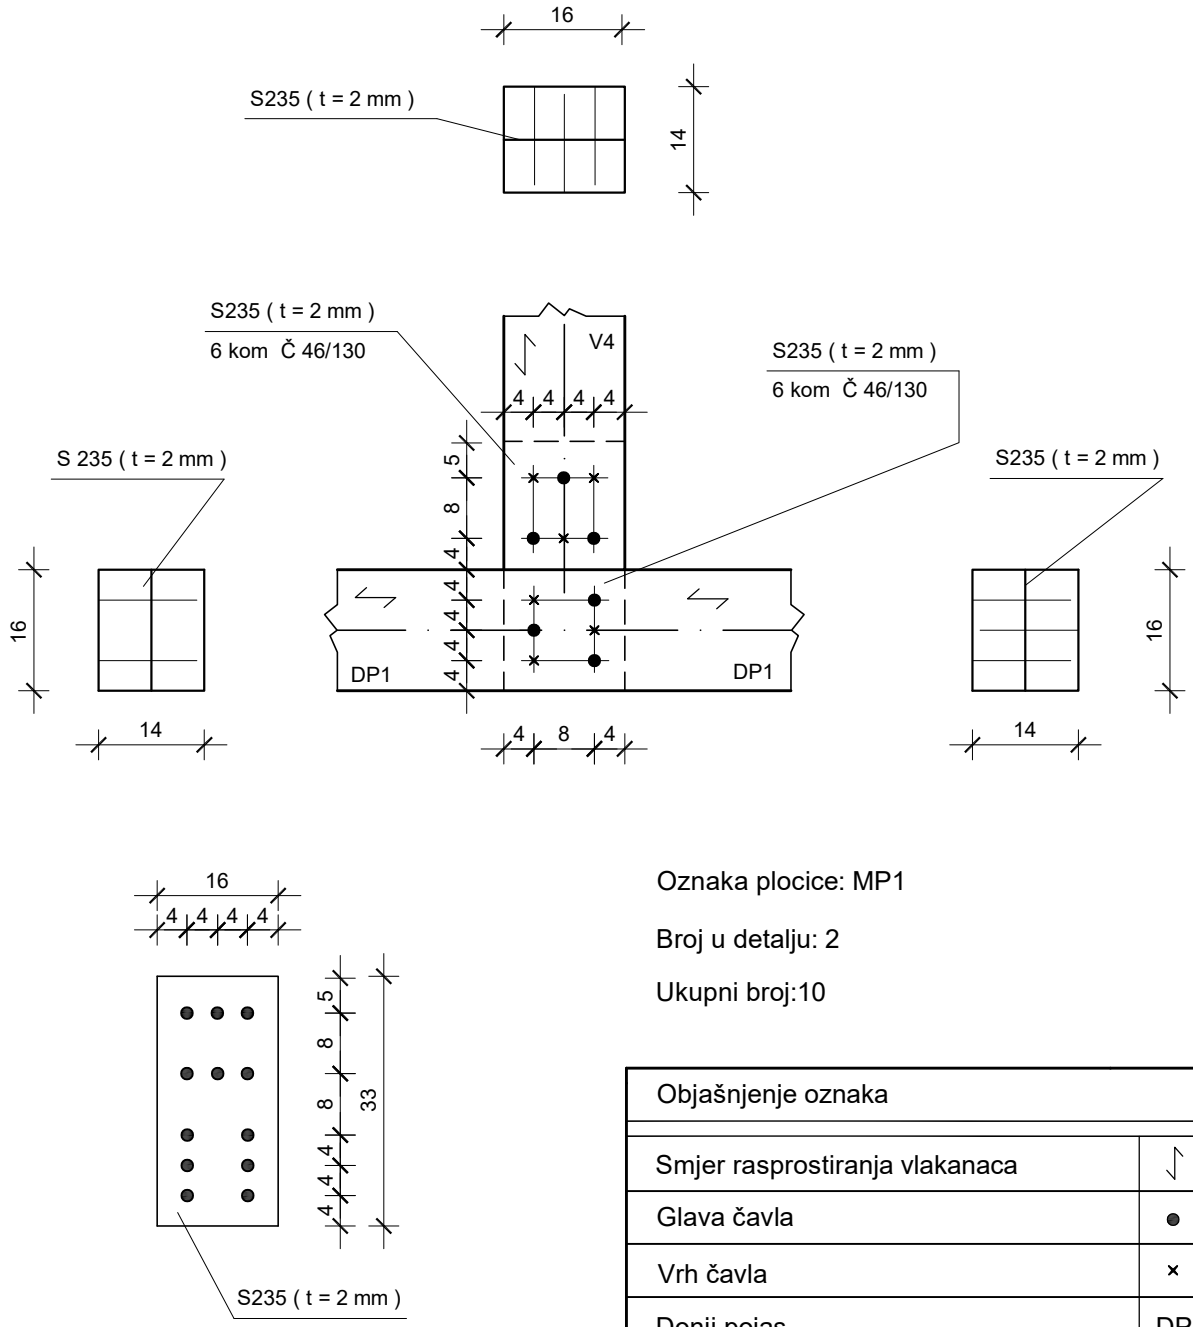 16
S235 ( t = 2 mm )
14
S235 ( t = 2 mm )
6 kom Č 46/130
V4
S235 ( t = 2 mm )
6 kom Č 46/130
4 4 4 4
S 235 ( t = 2 mm )
S235 ( t = 2 mm )
5
8
4
4
4
4
4
16
16
DP1
DP1
14
4 8 4
14
16
4 4 4 4
5
8
8
4
4
4
33
S235 ( t = 2 mm )
Oznaka plocice: MP1
Broj u detalju: 2
Ukupni broj:10
Objašnjenje oznaka
Smjer rasprostiranja vlakanaca
Glava čavla
Vrh čavla
Donji pojas DP